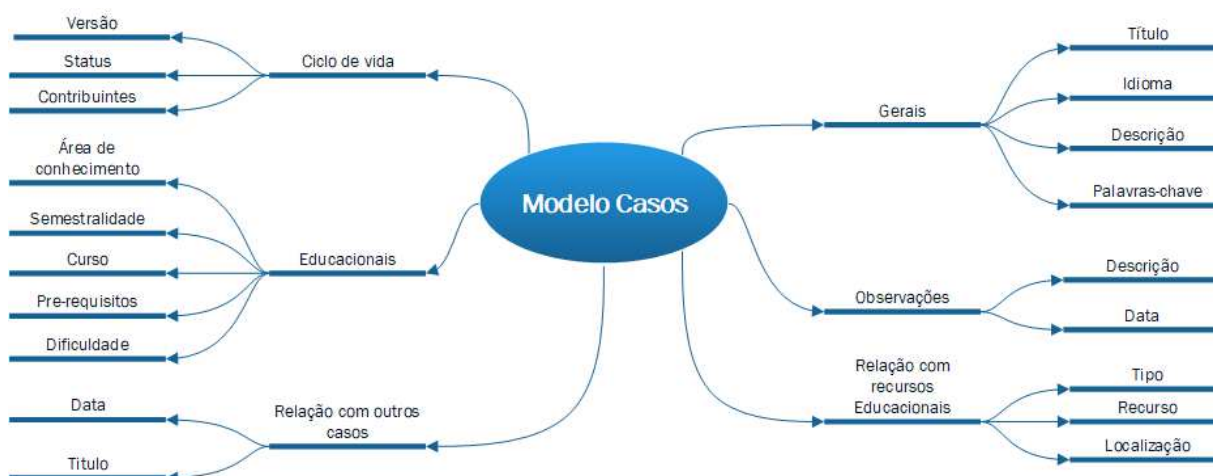 Versão
Status
Contribuintes
Ciclo de vida
Área de
conhecimento
Semestralidade
Curso
Pre-requisitos
Dificuldade
Educacionais
Data
Titulo
Relação com outros
casos
Modelo Casos
Gerais
Título
Idioma
Descrição
Palavras-chave
Observações
Descrição
Data
Relação com
recursos
Educacionais
Tipo
Recurso
Localização